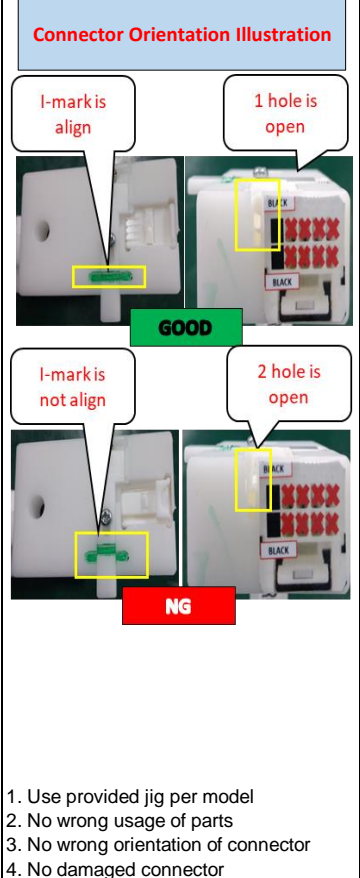 Connector Orientation Illustration
I-mark is
align
1 hole is
open
BLACK
BLACK
GOOD
I-mark is
not align
2 hole is
open
BLACK
BLACK
NG
1. Use provided jig per model
2. No wrong usage of parts
3. No wrong orientation of connector
4. No damaged connector